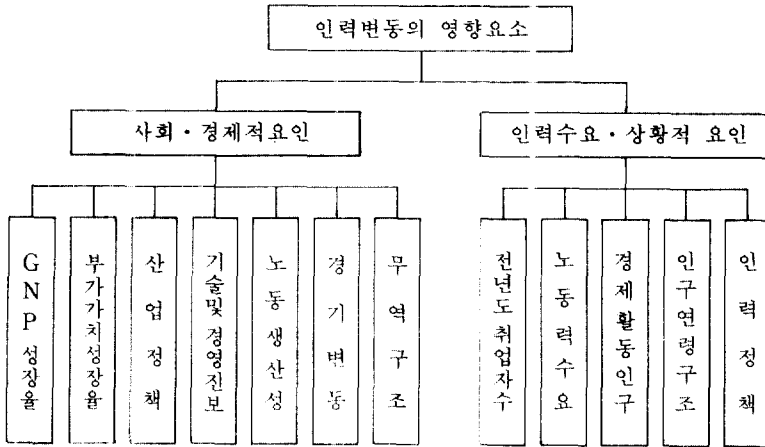 인력변동의 영향요소
사회·경제적요인
인력수요·상황적 요인
GNP성장율
부가가치성장율
산업정책
기술및경영진보
노동생산성
경기변동
무역구조
전년도취업자수
노동력수요
경제활동인구
인구연령구조
인력정책